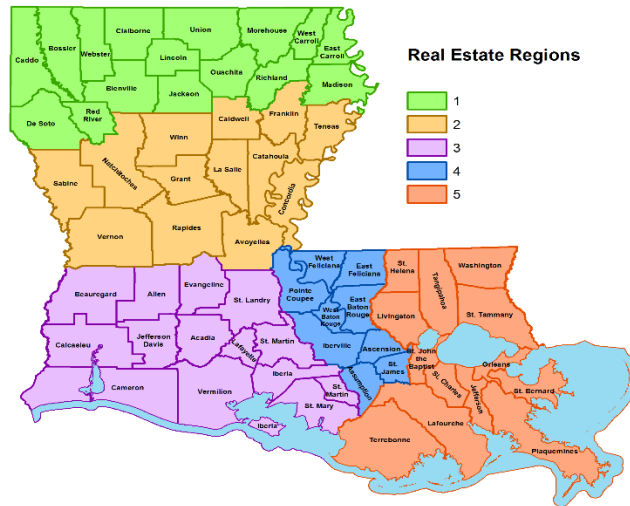 Real Estate Regions
1
2
3
4
5
Caddo
Bossier
Webster
Claiborne
Union
Morehouse
West
Carroll
East
Carroll
Lincoln
Ouachita
Richland
Madison
Bienville
Jackson
De Soto
Red
River
Winn
Caldwell
Franklin
Teneas
Natchitoches
Sabine
Grant
La Salle
Catahoula
Concordia
Vernon
Rapides
Avoyelles
Beauregard
Allen
Evangeline
St. Landry
Calcasieu
Jefferson
Davis
Acadia
Lafayette
St. Martin
Cameron
Vermilion
Iberia
St.
Martin
St. Mary
Iberia
West
Feliciana
East
Feliciana
Pointe
Coupee
West
Baton
Rouge
East
Baton
Rouge
Iberville
Ascension
St.
James
Assumption
St.
Helena
Tangipahoa
Washington
Livingston
St. Tammany
St. John
the
Baptist
Orleans
St. Charles
Jefferson
St. Bernard
Terrebonne
Lafourche
Plaquemines